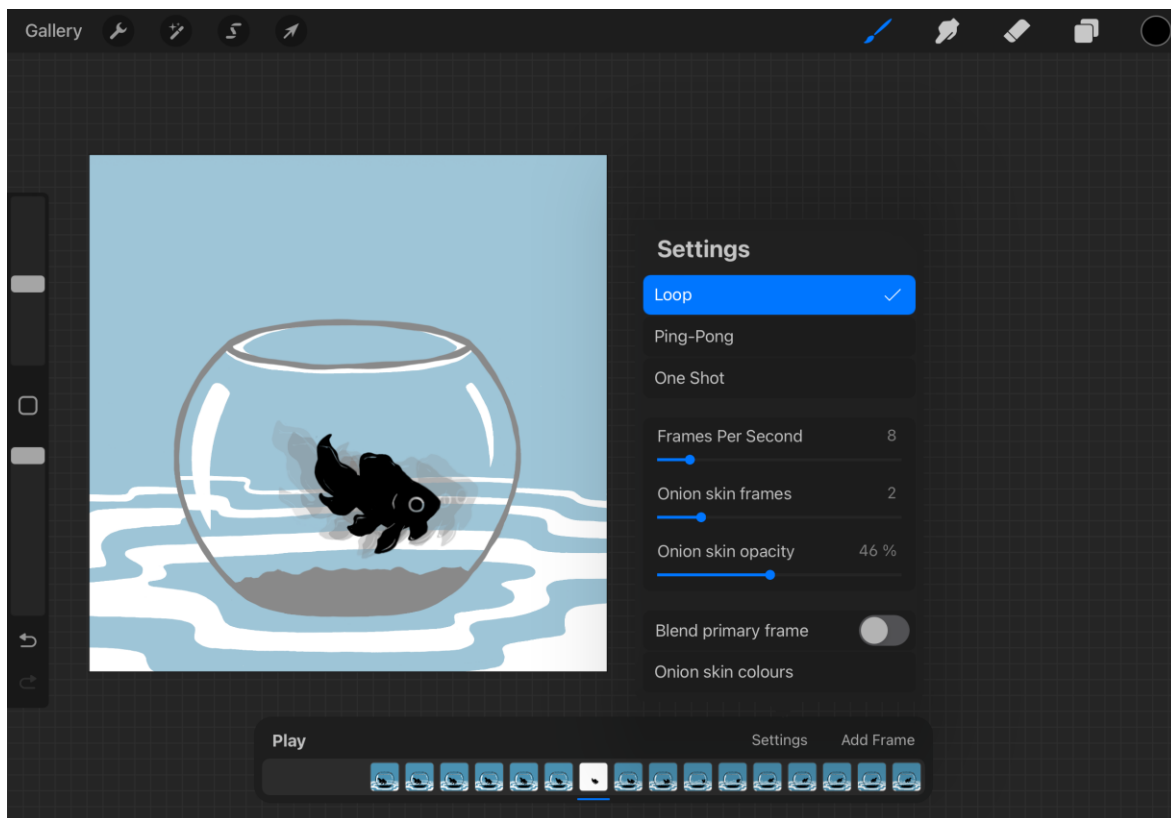 Gallery
Settings
Loop
Ping-Pong
One Shot
Frames Per Second 8
Onion skin frames 2
Onion skin opacity 46 %
Blend primary frame
Onion skin colours
Play Settings Add Frame